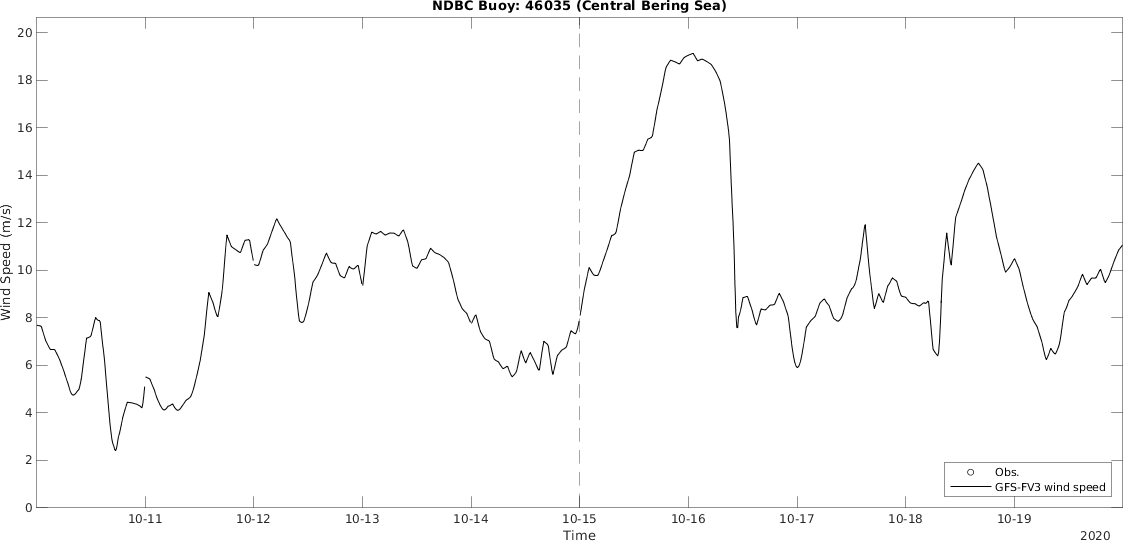 NDBC Buoy: 46035 (Central Bering Sea)
20
18
16
14
12
10
8
6
4
2
0
Wind Speed (m/s)
Obs.
GFS-FV3 wind speed
10-11 10-12 10-13 10-14 10-15 10-16 10-17 10-18 10-19
Time
2020